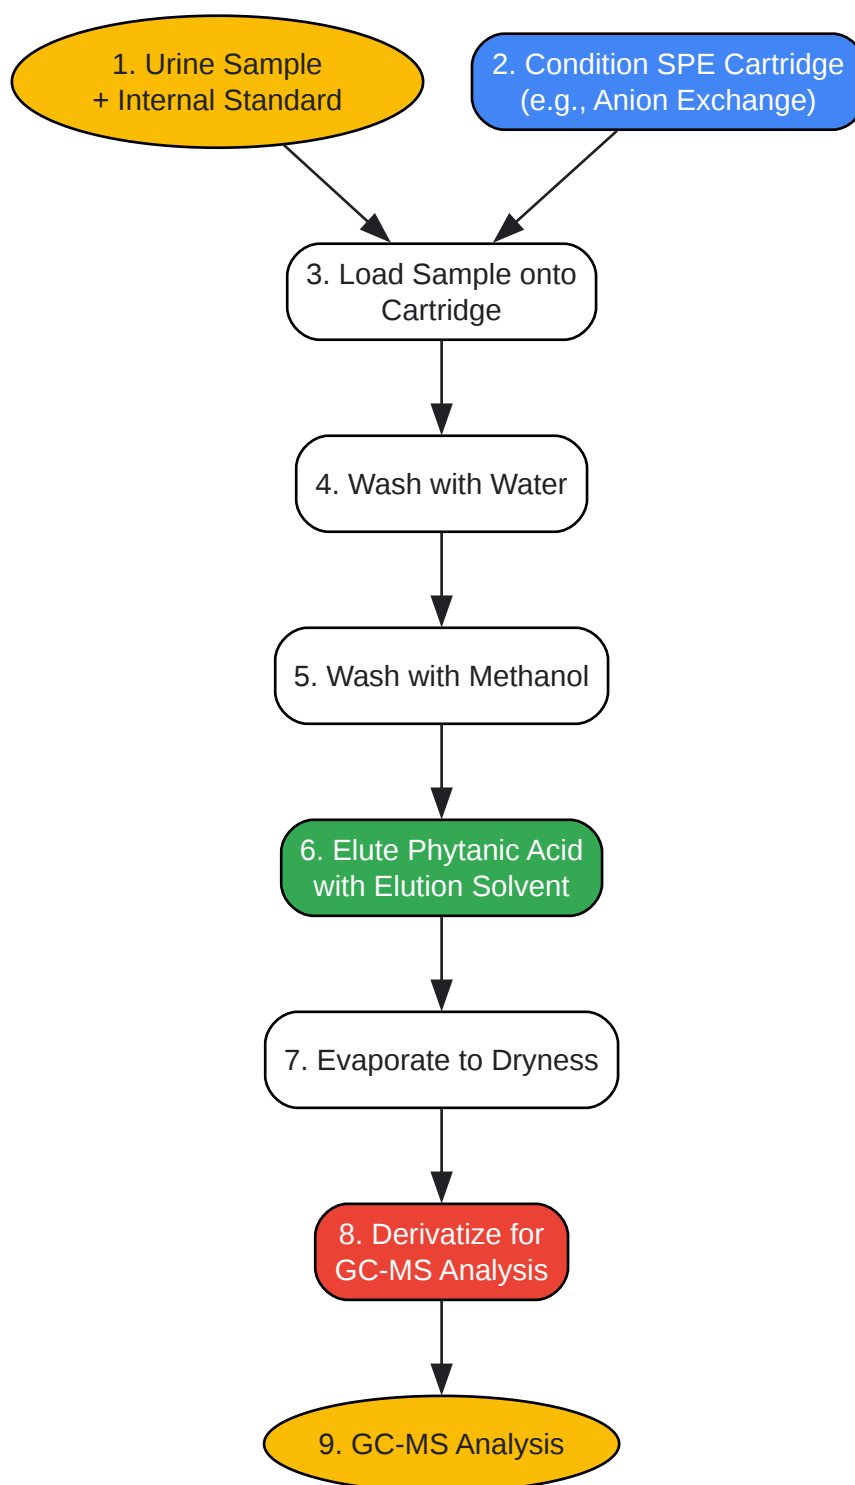 1. Urine Sample
+ Internal Standard
2. Condition SPE Cartridge
(e.g., Anion Exchange)
3. Load Sample onto
Cartridge
4. Wash with Water
5. Wash with Methanol
6. Elute Phytanic Acid
with Elution Solvent
7. Evaporate to Dryness
8. Derivatize for
GC-MS Analysis
9. GC-MS Analysis